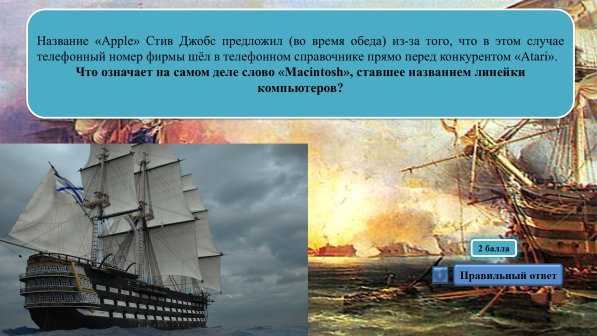 Название «Apple» Стив Джобс предложил (во время обеда) из-за того, что в этом случае
телефонный номер фирмы шёл в телефонном справочнике прямо перед конкурентом «Atari».
Что означает на самом деле слово «Macintosh», ставшее названием линейки
компьютеров?
2 балла
Правильный ответ